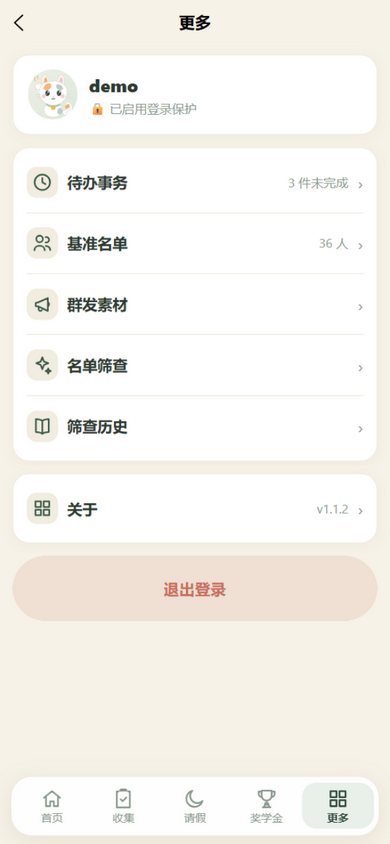 更多
demo
已启用登录保护
待办事务
3 件未完成
基准名单
36 人
群发素材
名单筛查
筛查历史
关于
v1.1.2
退出登录
首页
收集
请假
奖学金
更多